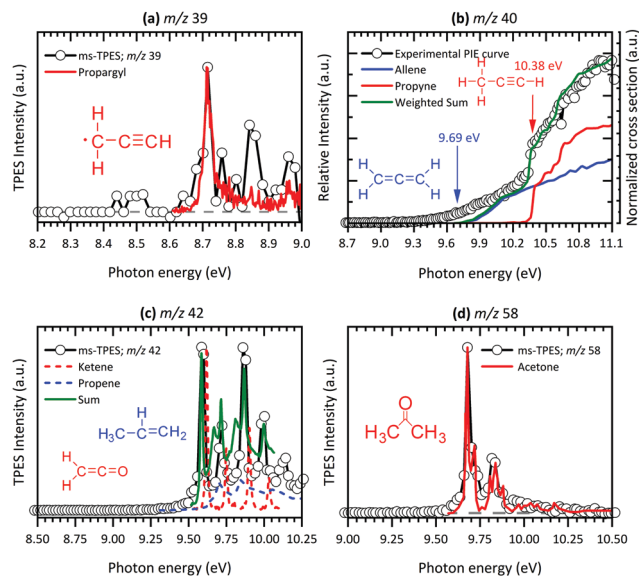 (a) m/z 39
TPES Intensity (a.u.)
ms-TPES; m/z 39
Propargyl
H
•C—C≡CH
H
8.2 8.3 8.4 8.5 8.6 8.7 8.8 8.9 9.0
Photon energy (eV)
(b) m/z 40
Relative Intensity (a.u.)
Experimental PIE curve
Allene
Propyne
Weighted Sum
H
H—C—C≡C—H
H
10.38 eV
9.69 eV
H H
C=C=C
H H
Normalized cross section (a.u.)
8.7 9.0 9.3 9.6 9.9 10.2 10.5 10.8 11.1
Photon energy (eV)
(c) m/z 42
TPES Intensity (a.u.)
ms-TPES; m/z 42
Ketene
Propene
Sum
H
H₃C—C=CH₂
H
C=C=O
H
8.50 8.75 9.00 9.25 9.50 9.75 10.00 10.25
Photon energy (eV)
(d) m/z 58
TPES Intensity (a.u.)
ms-TPES; m/z 58
Acetone
O
H₃C C CH₃
9.00 9.25 9.50 9.75 10.00 10.25 10.50
Photon energy (eV)